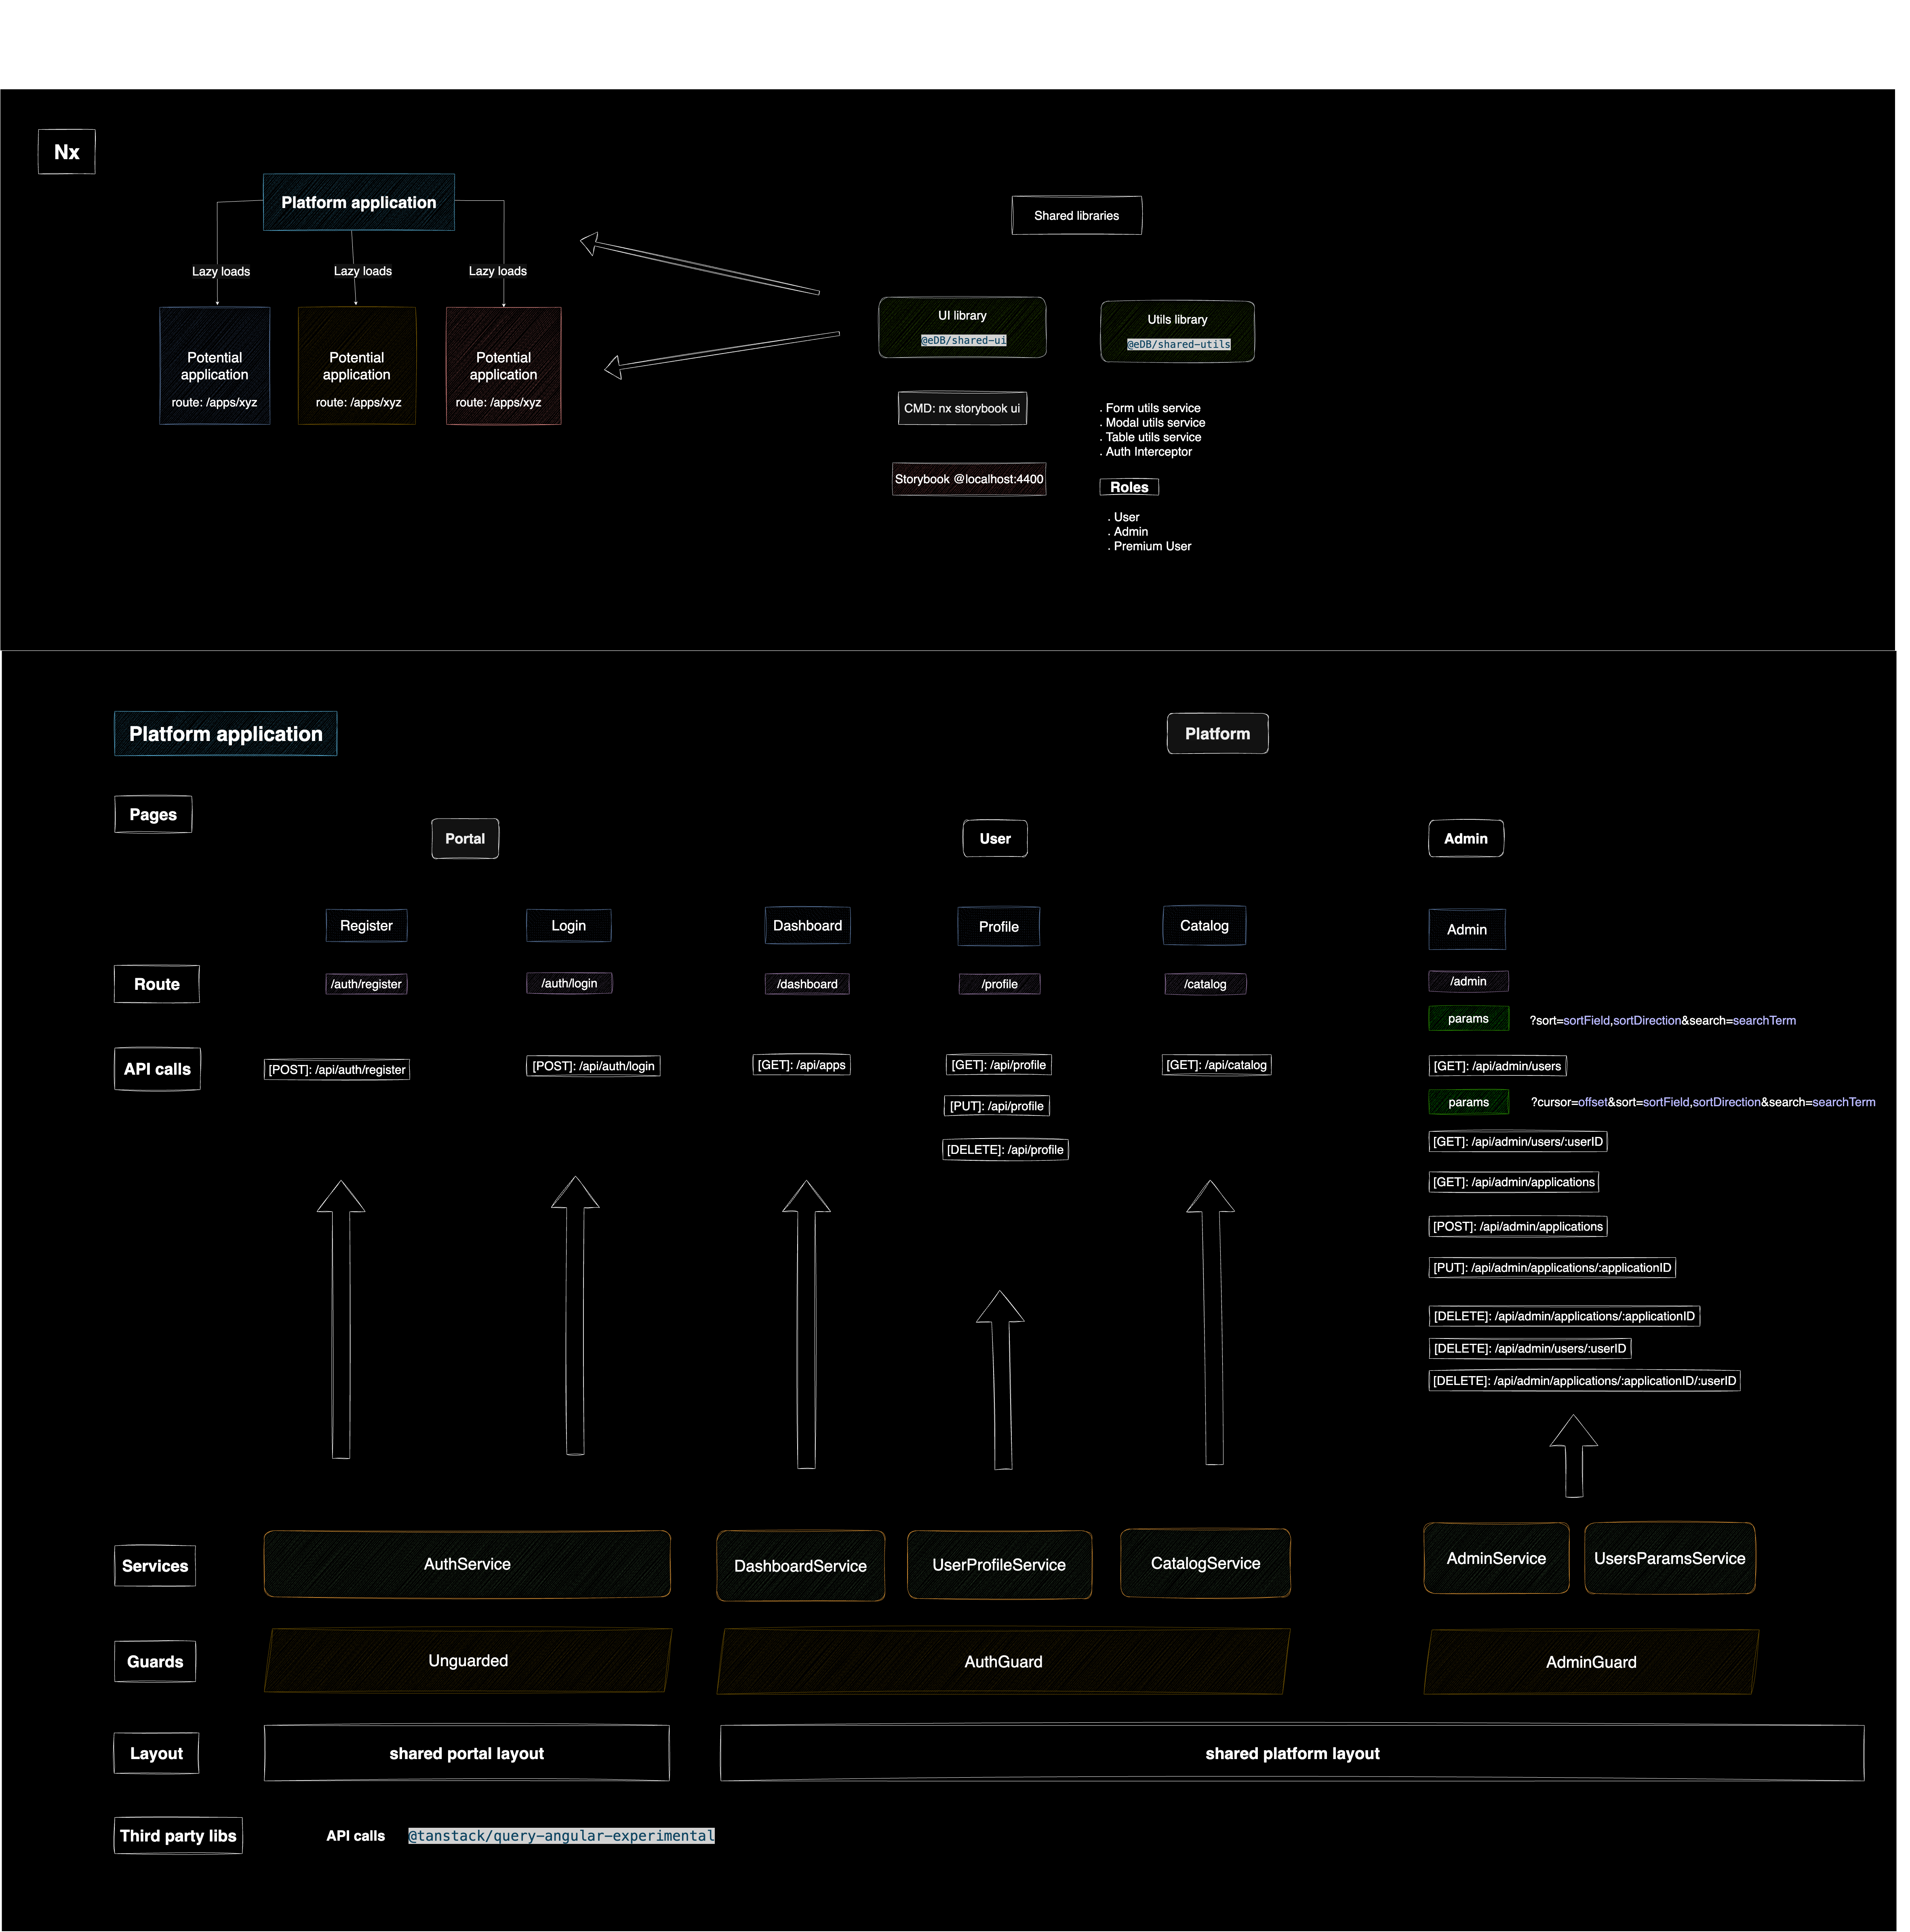 Nx
Platform application
Lazy loads
Lazy loads
Lazy loads
Potential
application
route: /apps/xyz
Potential
application
route: /apps/xyz
Potential
application
route: /apps/xyz
Shared libraries
UI library
@eDB/shared-ui
Utils library
@eDB/shared-utils
CMD: nx storybook ui
Storybook @localhost:4400
. Form utils service
. Modal utils service
. Table utils service
. Auth Interceptor
Roles
. User
. Admin
. Premium User
Platform application
Platform
Pages
Portal
User
Admin
Register
Login
Dashboard
Profile
Catalog
Admin
Route
/auth/register
/auth/login
/dashboard
/profile
/catalog
/admin
params
?sort=sortField,sortDirection&search=searchTerm
API calls
[POST]: /api/auth/register
[POST]: /api/auth/login
[GET]: /api/apps
[GET]: /api/profile
[PUT]: /api/profile
[DELETE]: /api/profile
[GET]: /api/catalog
[GET]: /api/admin/users
params
?cursor=offset&sort=sortField,sortDirection&search=searchTerm
[GET]: /api/admin/users/:userID
[GET]: /api/admin/applications
[POST]: /api/admin/applications
[PUT]: /api/admin/applications/:applicationID
[DELETE]: /api/admin/applications/:applicationID
[DELETE]: /api/admin/users/:userID
[DELETE]: /api/admin/applications/:applicationID/:userID
Services
AuthService
DashboardService
UserProfileService
CatalogService
AdminService
UsersParamsService
Guards
Unguarded
AuthGuard
AdminGuard
Layout
shared portal layout
shared platform layout
Third party libs
API calls
@tanstack/query-angular-experimental